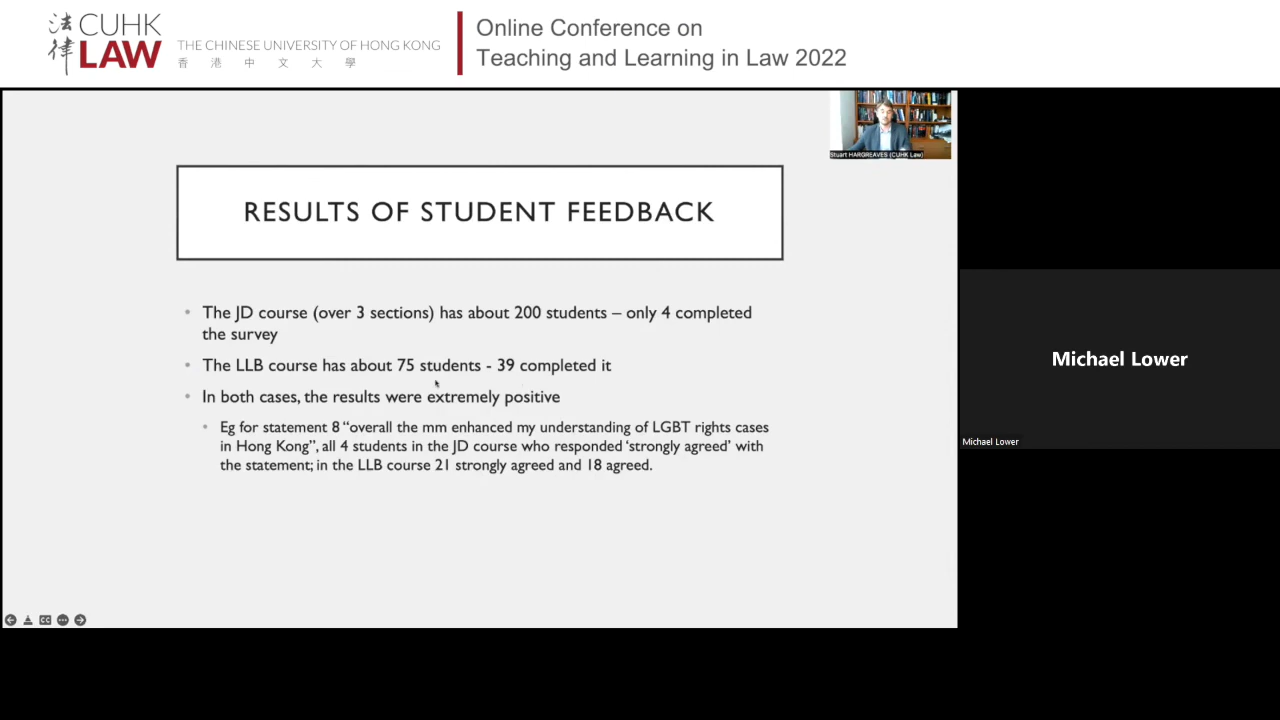 法律
CUHK
LAW
THE CHINESE UNIVERSITY OF HONG KONG
香港中文大學
Online Conference on
Teaching and Learning in Law 2022
Stuart HARGREAVES (CUHK Law)
RESULTS OF STUDENT FEEDBACK
• The JD course (over 3 sections) has about 200 students – only 4 completed
the survey
• The LLB course has about 75 students - 39 completed it
• In both cases, the results were extremely positive
• Eg for statement 8 “overall the mm enhanced my understanding of LGBT rights cases
in Hong Kong”, all 4 students in the JD course who responded ‘strongly agreed’ with
the statement; in the LLB course 21 strongly agreed and 18 agreed.
Michael Lower
Michael Lower
CC